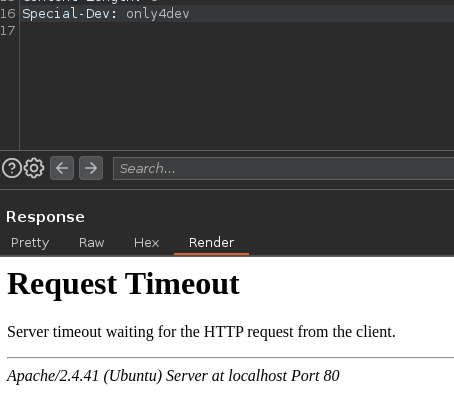 16 Special-Dev: only4dev
17
Search...
Response
Pretty Raw Hex Render
Request Timeout
Server timeout waiting for the HTTP request from the client.
Apache/2.4.41 (Ubuntu) Server at localhost Port 80